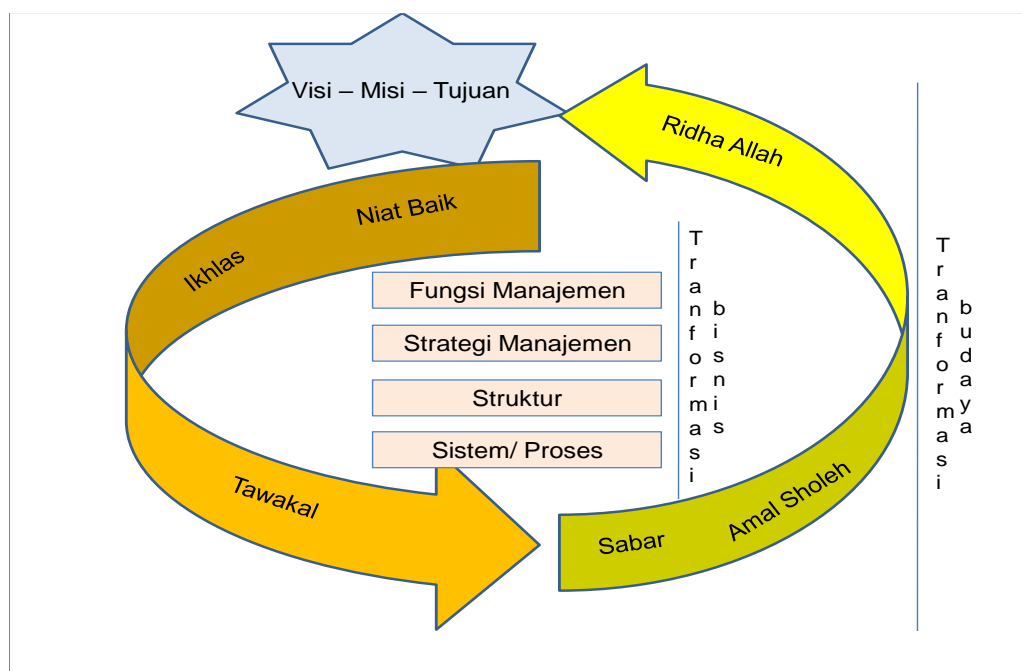 Visi – Misi – Tujuan
Ridha Allah
Niat Baik
Ikhlas
Fungsi Manajemen
Strategi Manajemen
Struktur
Sistem/ Proses
Tranformasi
bisnis
Tranformasi
budaya
Tawakal
Sabar
Amal Sholeh